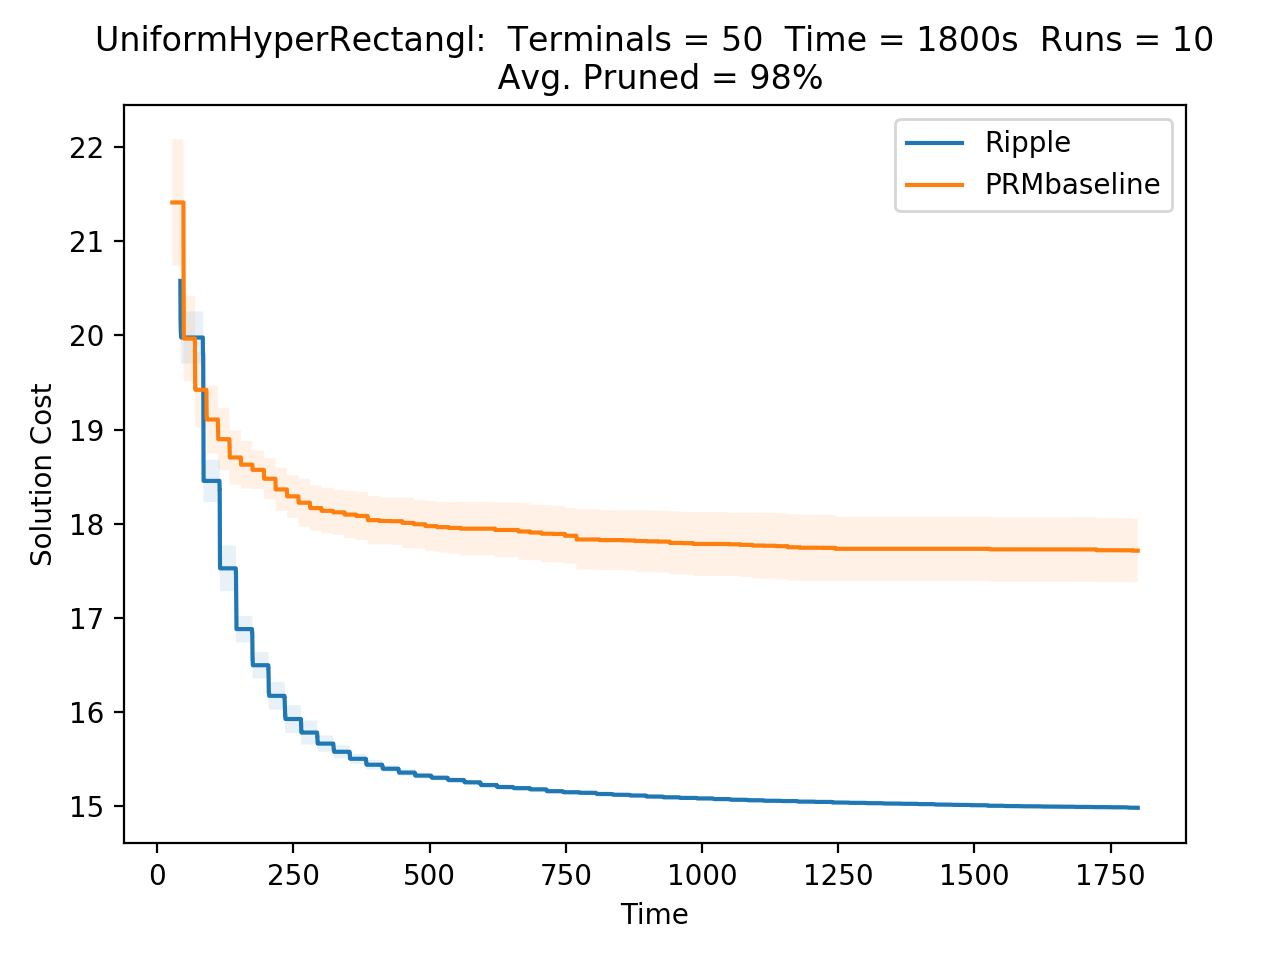 UniformHyperRectangl: Terminals = 50 Time = 1800s Runs = 10
Avg. Pruned = 98%
Ripple
PRMbaseline
Solution Cost
22
21
20
19
18
17
16
15
0 250 500 750 1000 1250 1500 1750
Time